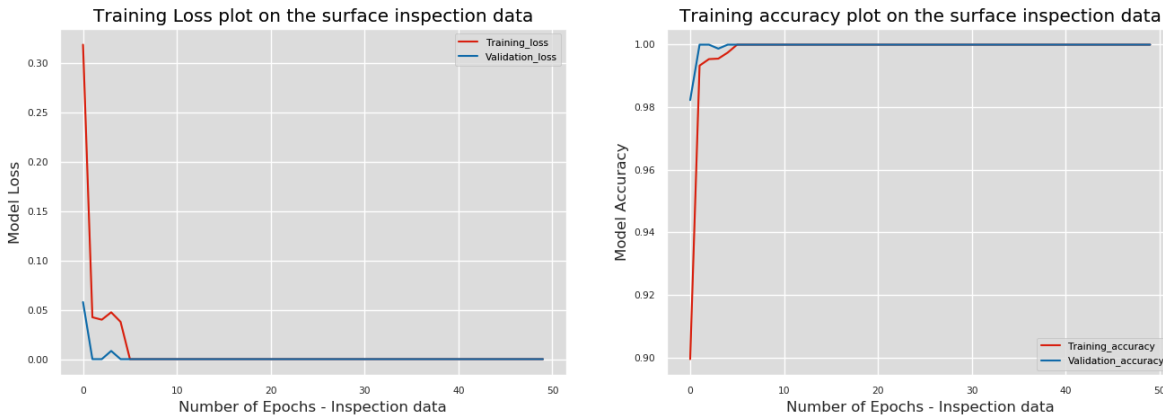 Training Loss plot on the surface inspection data
0.30
0.25
0.20
0.15
0.10
0.05
0.00
Model Loss
Training_loss
Validation_loss
0 10 20 30 40 50
Number of Epochs - Inspection data
Training accuracy plot on the surface inspection data
1.00
0.98
0.96
0.94
0.92
0.90
Model Accuracy
Training_accuracy
Validation_accuracy
0 10 20 30 40 50
Number of Epochs - Inspection data